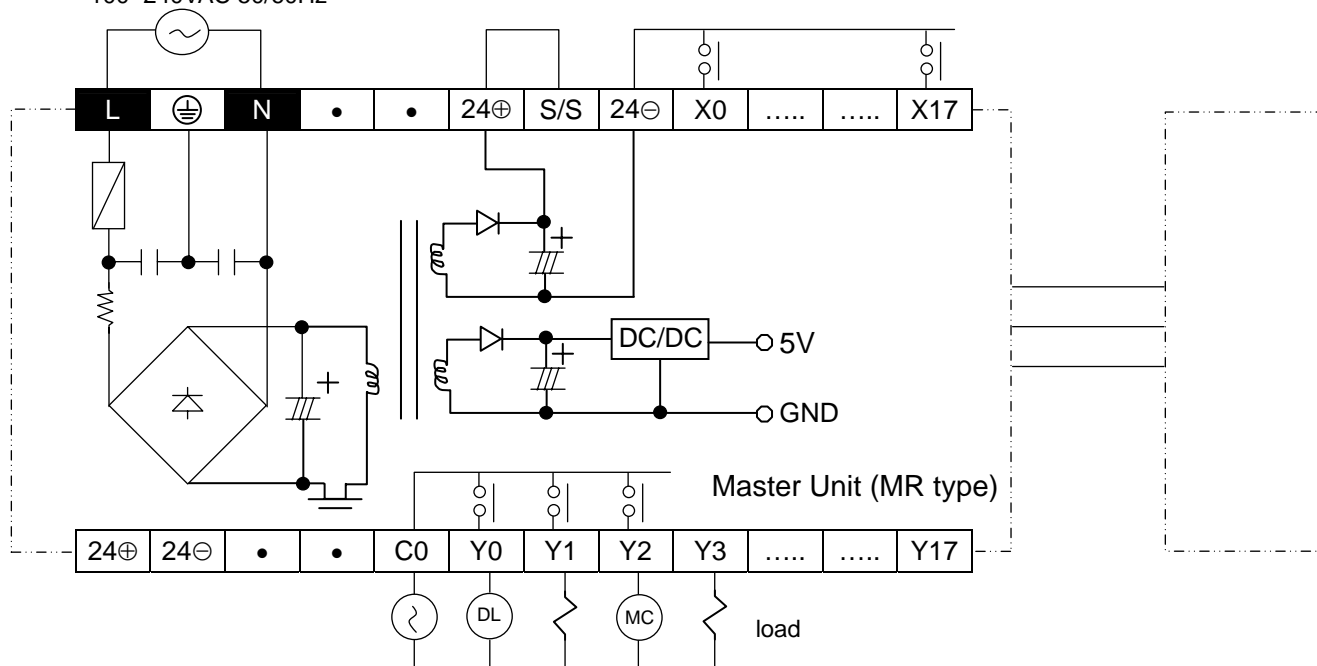 L ⏚ N • • 24⊕ S/S 24⊖ X0 ..... ..... X17
+
+
DC/DC 5V
+
GND
Master Unit (MR type)
24⊕ 24⊖ • • C0 Y0 Y1 Y2 Y3 ..... ..... Y17
DL MC
load